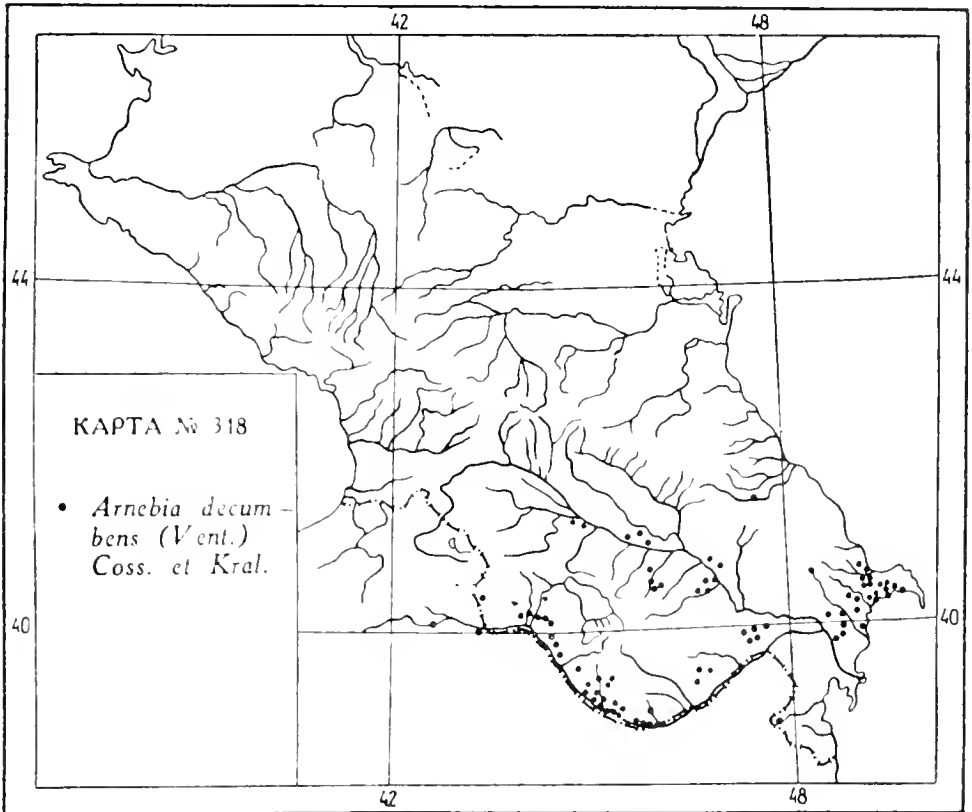 42 48
44 44
КАРТА № 318
• Arnebia decum–
bens (Vent.)
Coss. et Kral.
40 40
42 48